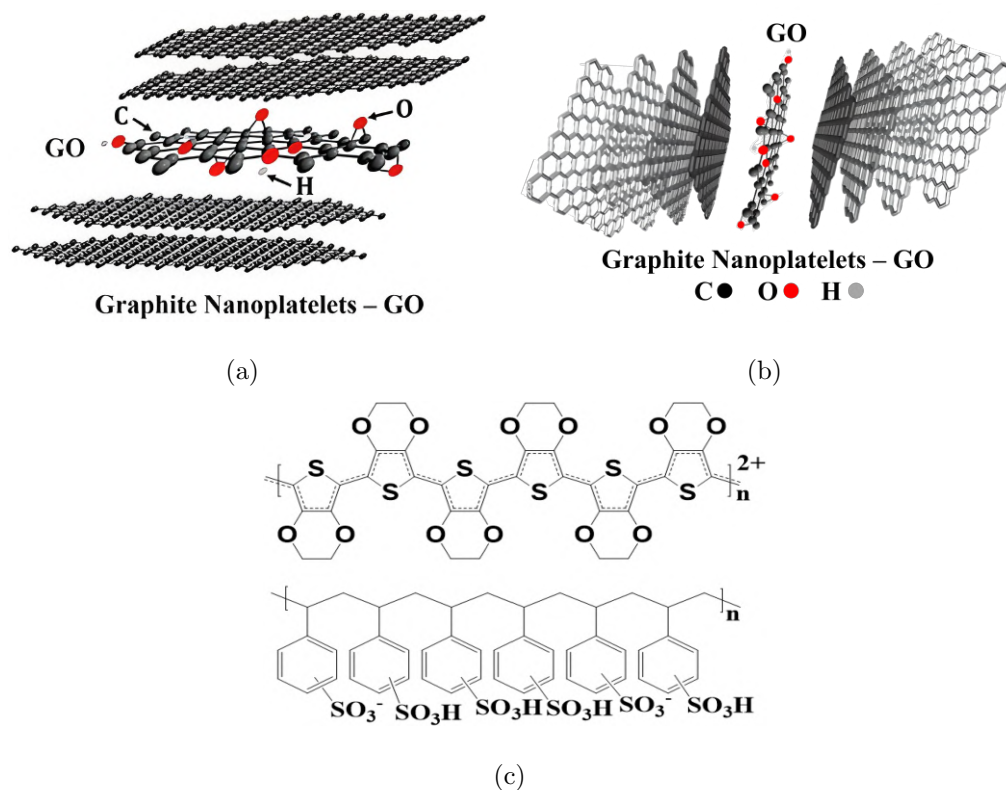 C
O
GO
H
Graphite Nanoplatelets – GO
(a)
GO
Graphite Nanoplatelets – GO
C O H
(b)
O O O O O O
S S S 2+
n
S S S
O O O O O O
n
SO₃⁻ SO₃H SO₃H SO₃H SO₃⁻ SO₃H
(c)